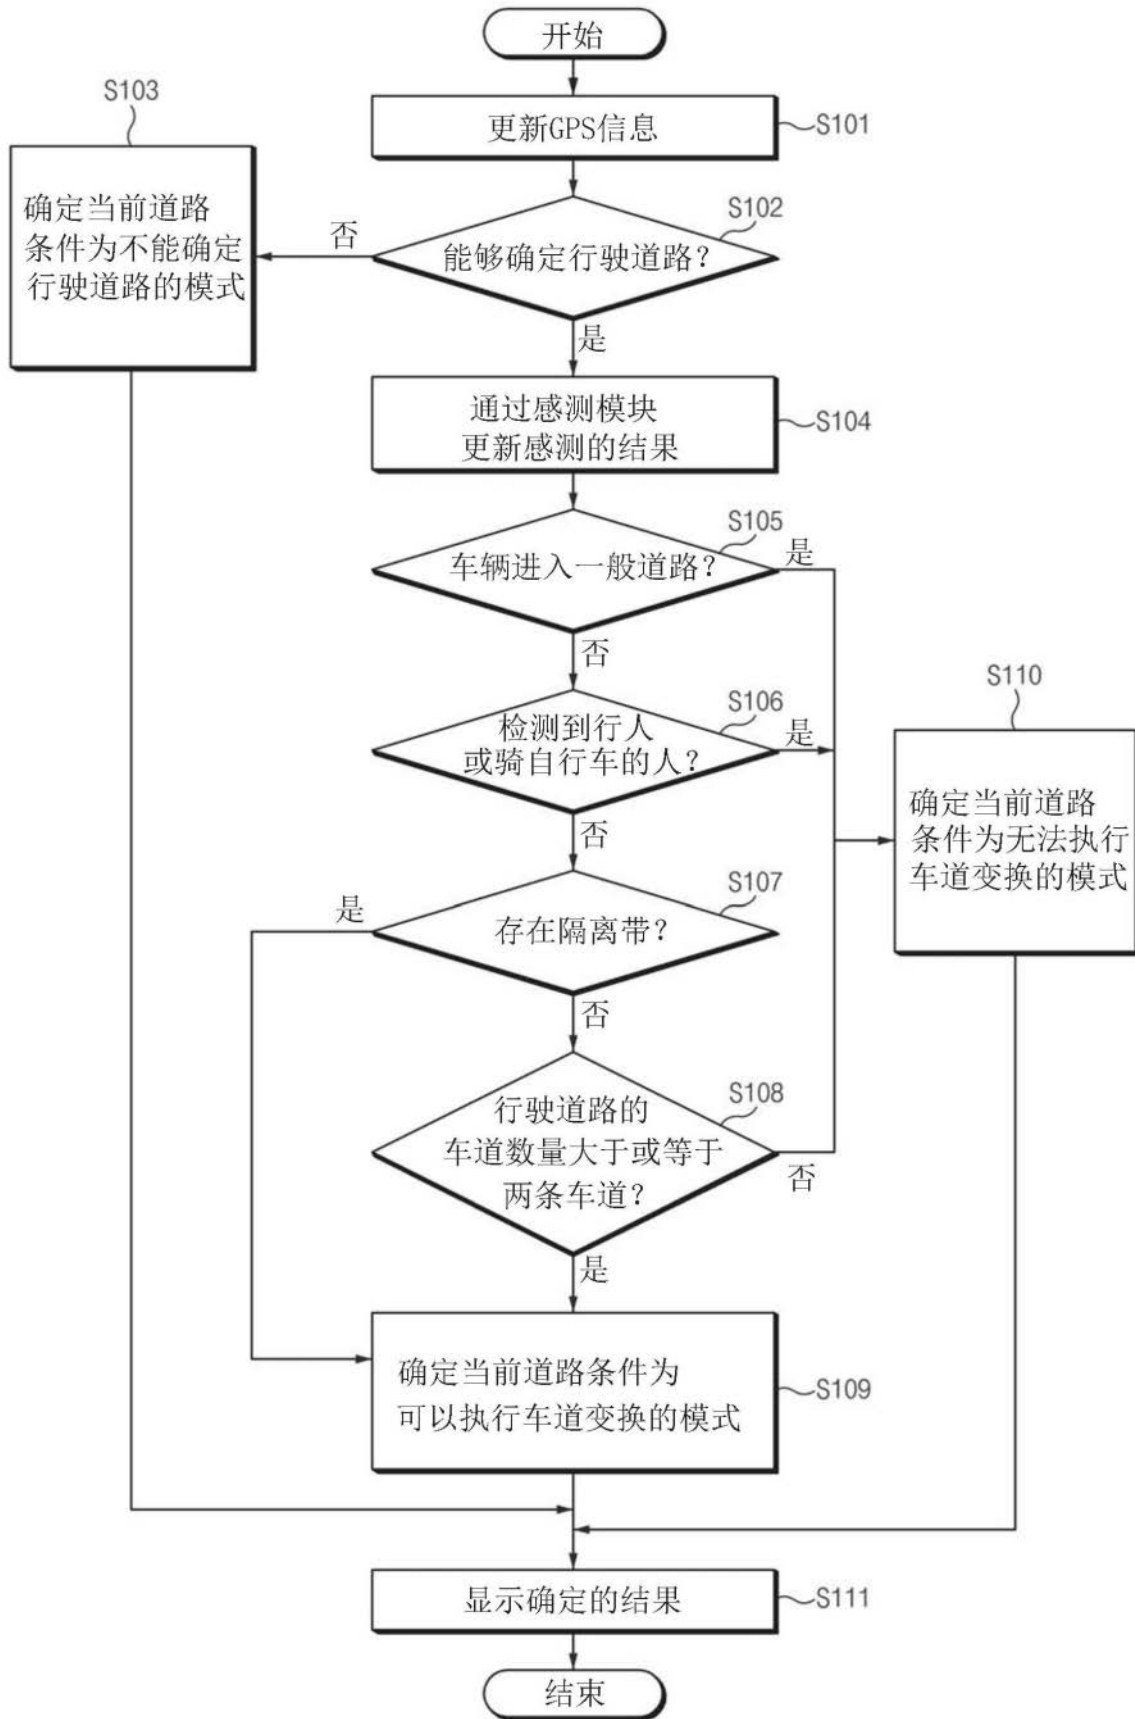 开始
S103
更新GPS信息
S101
确定当前道路
条件为不能确定
行驶道路的模式
S102
否
能够确定行驶道路？
是
通过感测模块
更新感测的结果
S104
S105
车辆进入一般道路？
是
否
S106
检测到行人
或骑自行车的人？
是
S110
确定当前道路
条件为无法执行
车道变换的模式
否
S107
是
存在隔离带？
否
S108
行驶道路的
车道数量大于或等于
两条车道？
否
是
确定当前道路条件为
可以执行车道变换的模式
S109
显示确定的结果
S111
结束